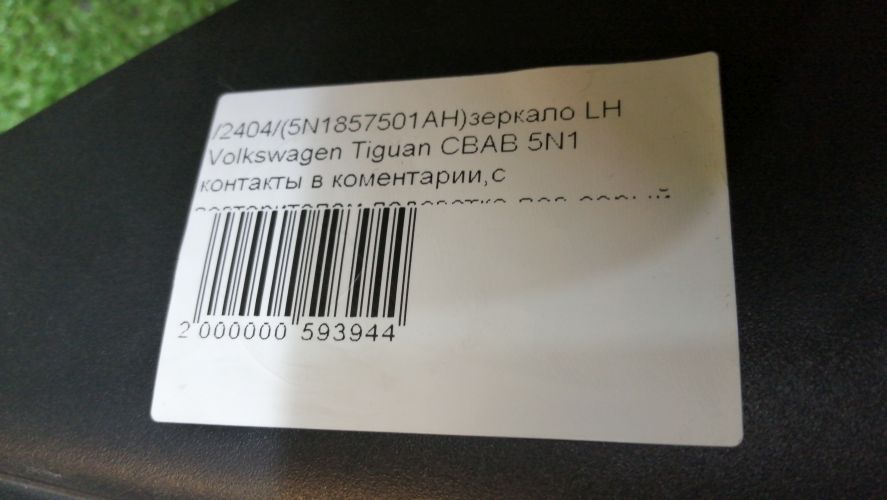 /2404/(5N1857501AH)зеркало LH
Volkswagen Tiguan CBAB 5N1
контакты в коментарии,с
2 000000 593944